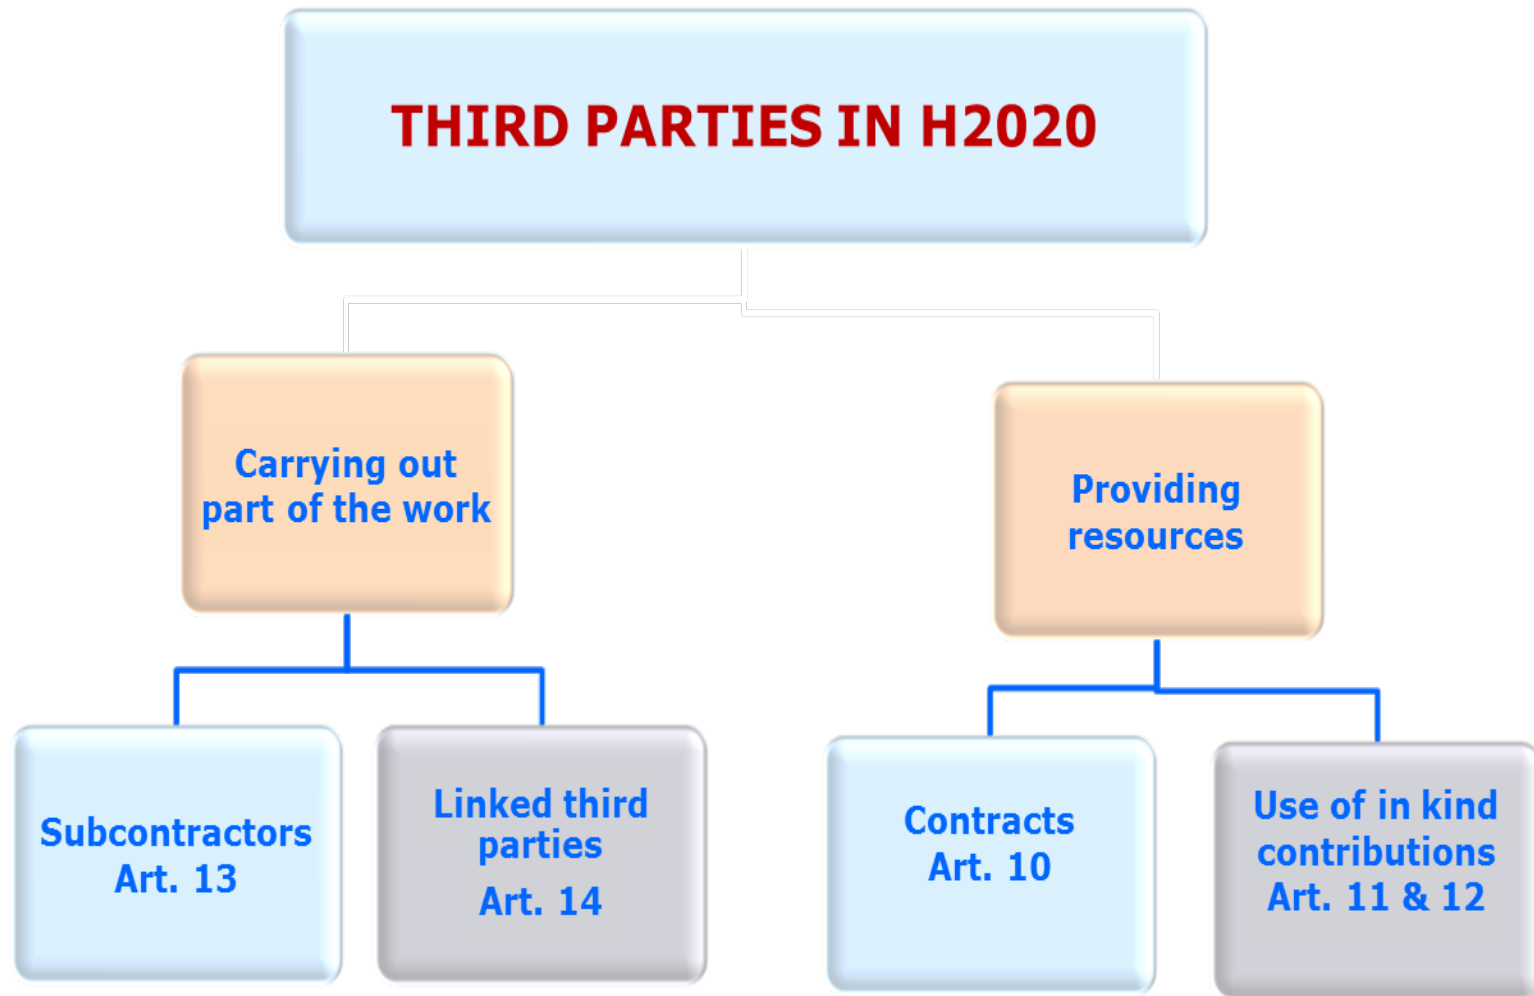 THIRD PARTIES IN H2020
Carrying out
part of the work
Providing
resources
Subcontractors
Art. 13
Linked third
parties
Art. 14
Contracts
Art. 10
Use of in kind
contributions
Art. 11 & 12